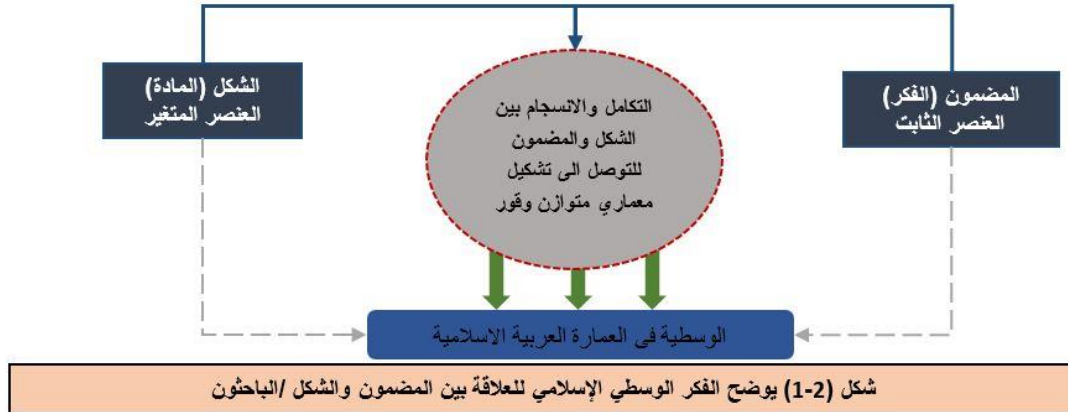 المضمون (الفكر)
العنصر الثابت
التكامل والانسجام بين
الشكل والمضمون
للتوصل الى تشكيل
معماري متوازن وقور
الشكل (المادة)
العنصر المتغير
الوسطية في العمارة العربية الاسلامية
شكل (2-1) يوضح الفكر الوسطي الإسلامي للعلاقة بين المضمون والشكل /الباحثون